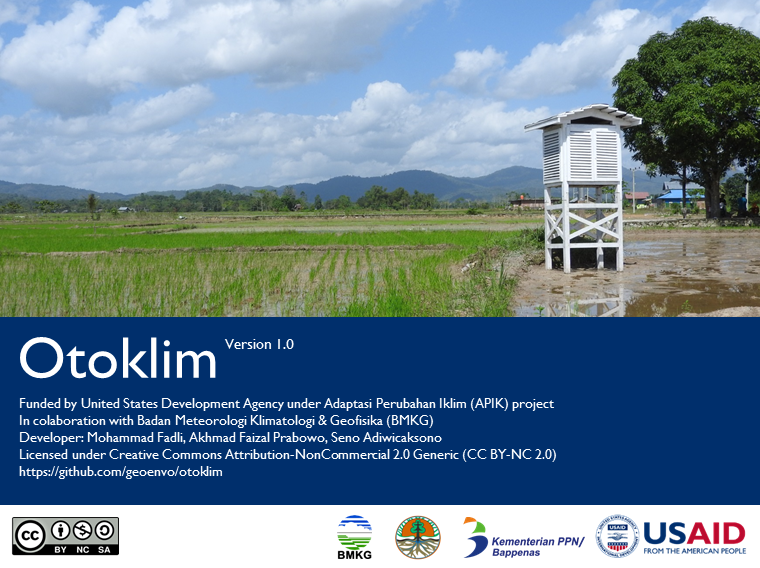 Otoklim
Version 1.0
Funded by United States Development Agency under Adaptasi Perubahan Iklim (APIK) project
In colaboration with Badan Meteorologi Klimatologi & Geofisika (BMKG)
Developer: Mohammad Fadli, Akhmad Faizal Prabowo, Seno Adiwicaksono
Licensed under Creative Commons Attribution-NonCommercial 2.0 Generic (CC BY-NC 2.0)
https://github.com/geoenvo/otoklim
cc
BY NC SA
BMKG
Kementerian PPN/
Bappenas
USAID
FROM THE AMERICAN PEOPLE